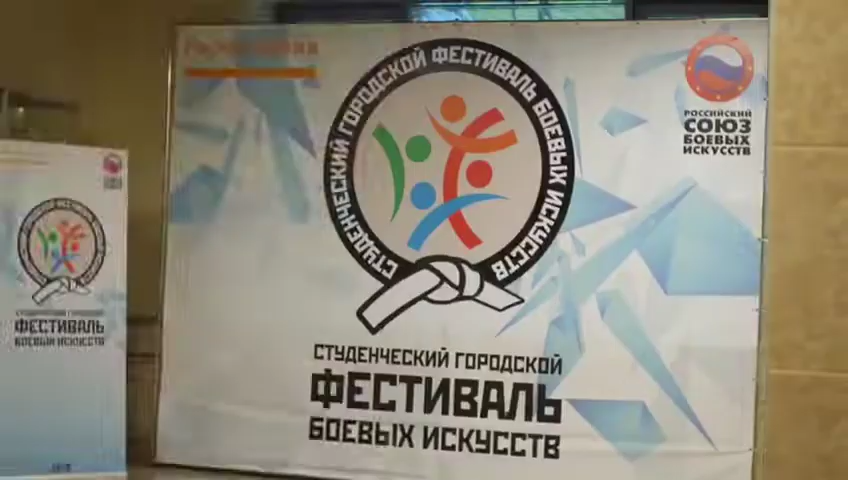 СТУДЕНЧЕСКИЙ ГОРОДСКОЙ ФЕСТИВАЛЬ БОЕВЫХ ИСКУССТВ
РОССИЙСКИЙ
СОЮЗ
БОЕВЫХ
ИСКУССТВ
СТУДЕНЧЕСКИЙ ГОРОДСКОЙ
ФЕСТИВАЛЬ
БОЕВЫХ ИСКУССТВ
ФЕСТИВАЛЬ
БОЕВЫХ ИСКУССТВ